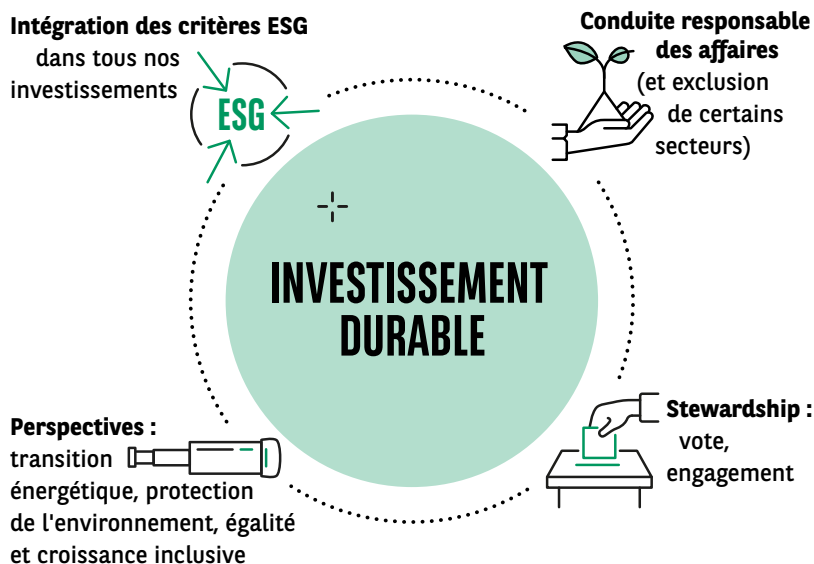 Intégration des critères ESG
dans tous nos
investissements
ESG
Conduite responsable
des affaires
(et exclusion
de certains
secteurs)
INVESTISSEMENT
DURABLE
Perspectives :
transition
énergétique, protection
de l'environnement, égalité
et croissance inclusive
Stewardship :
vote,
engagement